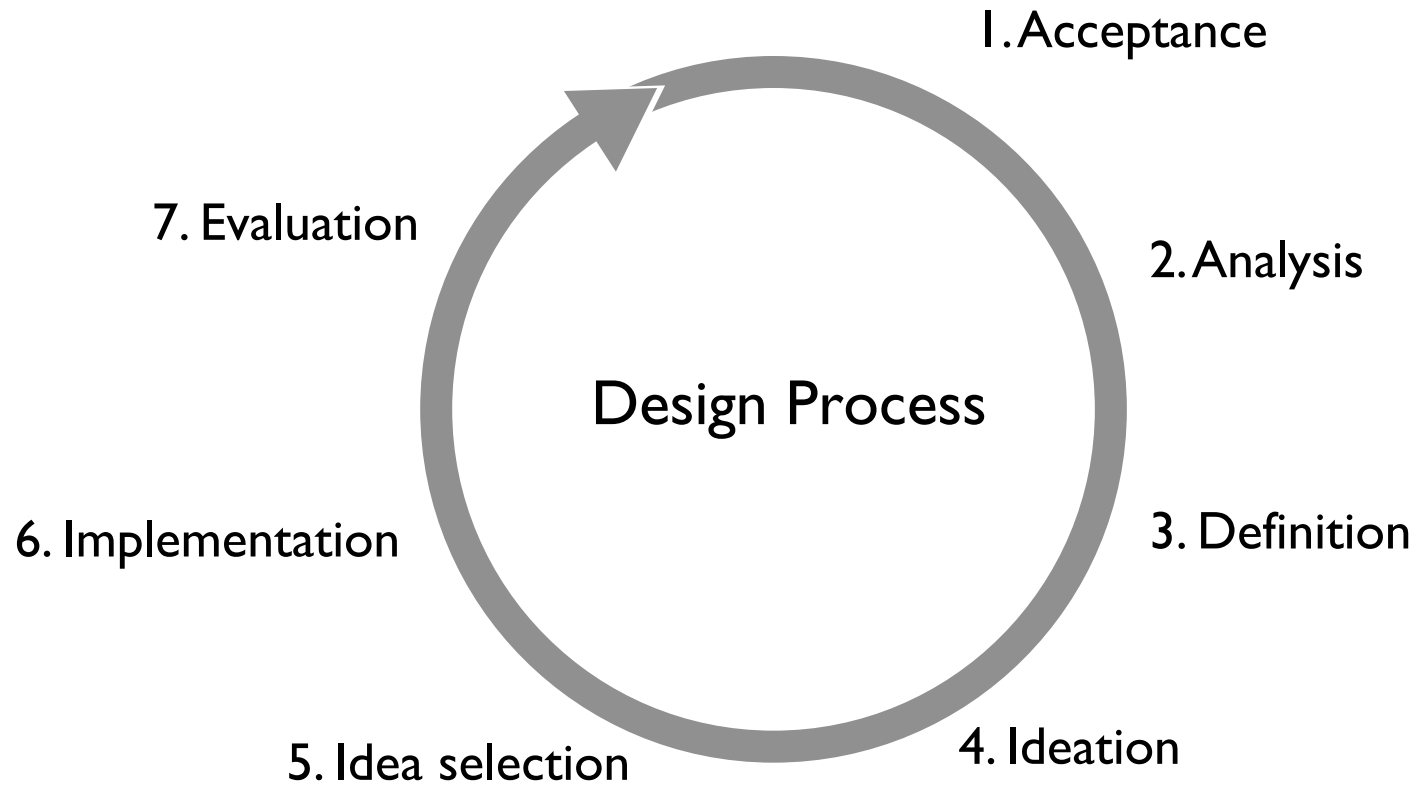 1. Acceptance
2. Analysis
3. Definition
4. Ideation
5. Idea selection
6. Implementation
7. Evaluation
Design Process